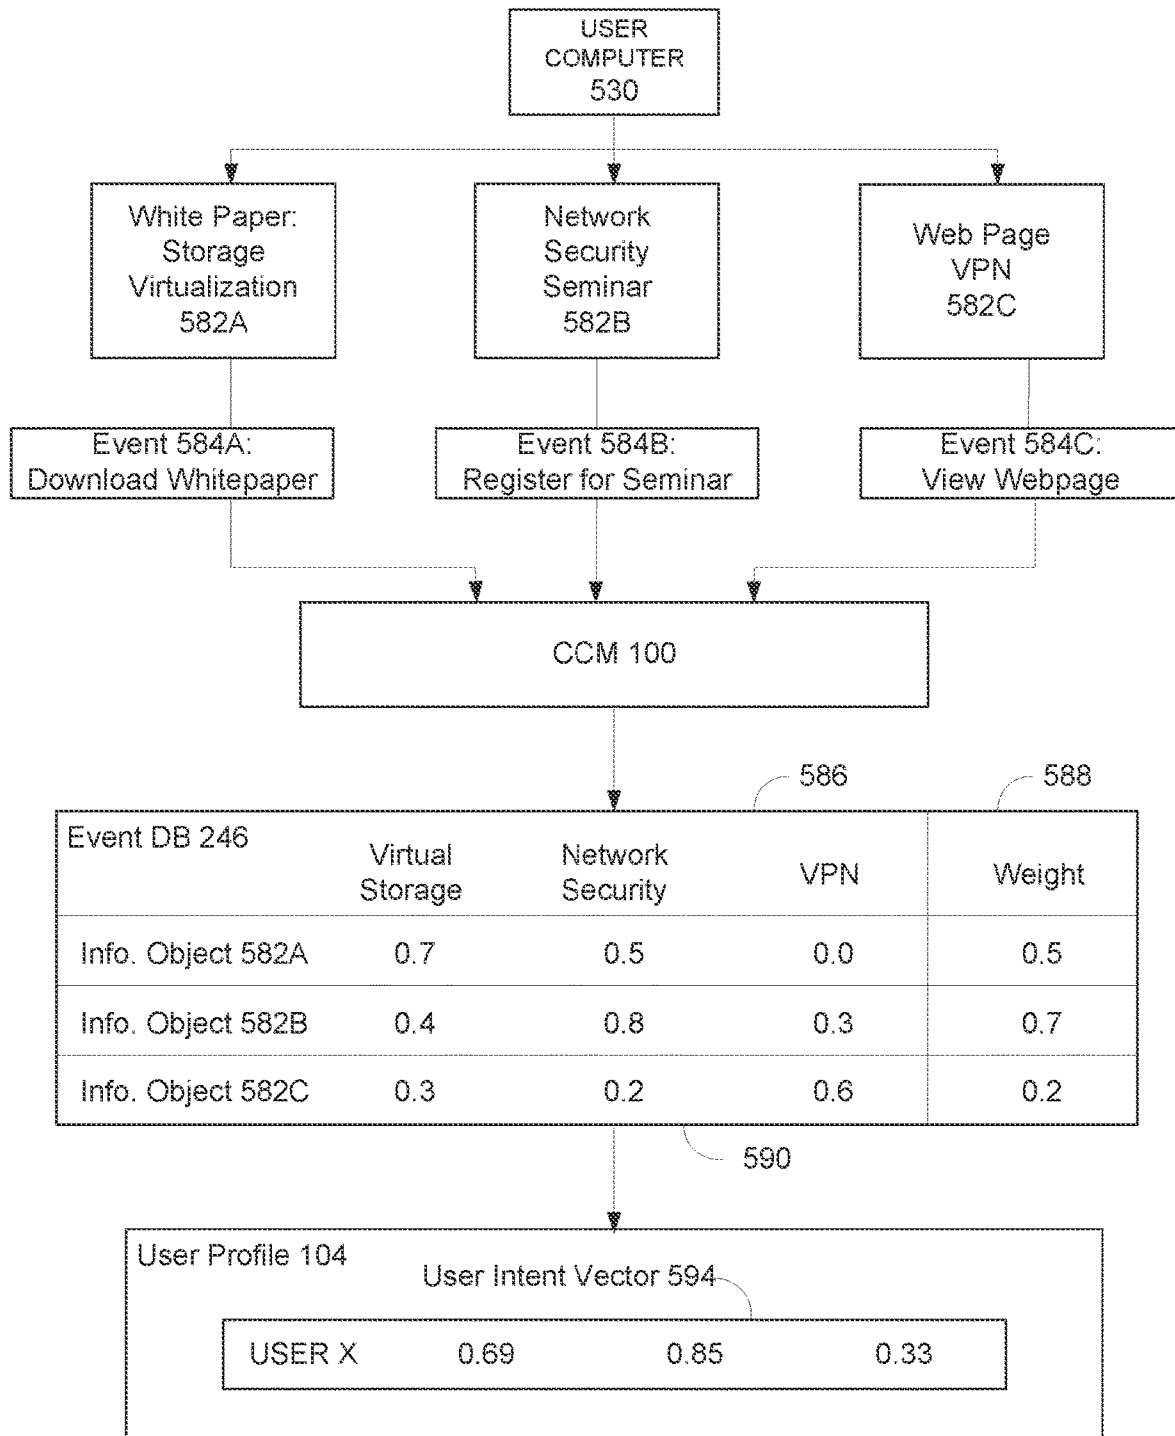 USER
COMPUTER
530
White Paper:
Storage
Virtualization
582A
Network
Security
Seminar
582B
Web Page
VPN
582C
Event 584A:
Download Whitepaper
Event 584B:
Register for Seminar
Event 584C:
View Webpage
CCM 100
586
588
Event DB 246
Virtual
Storage
Network
Security
VPN
Weight
Info. Object 582A 0.7 0.5 0.0 0.5
Info. Object 582B 0.4 0.8 0.3 0.7
Info. Object 582C 0.3 0.2 0.6 0.2
590
User Profile 104
User Intent Vector 594
USER X 0.69 0.85 0.33